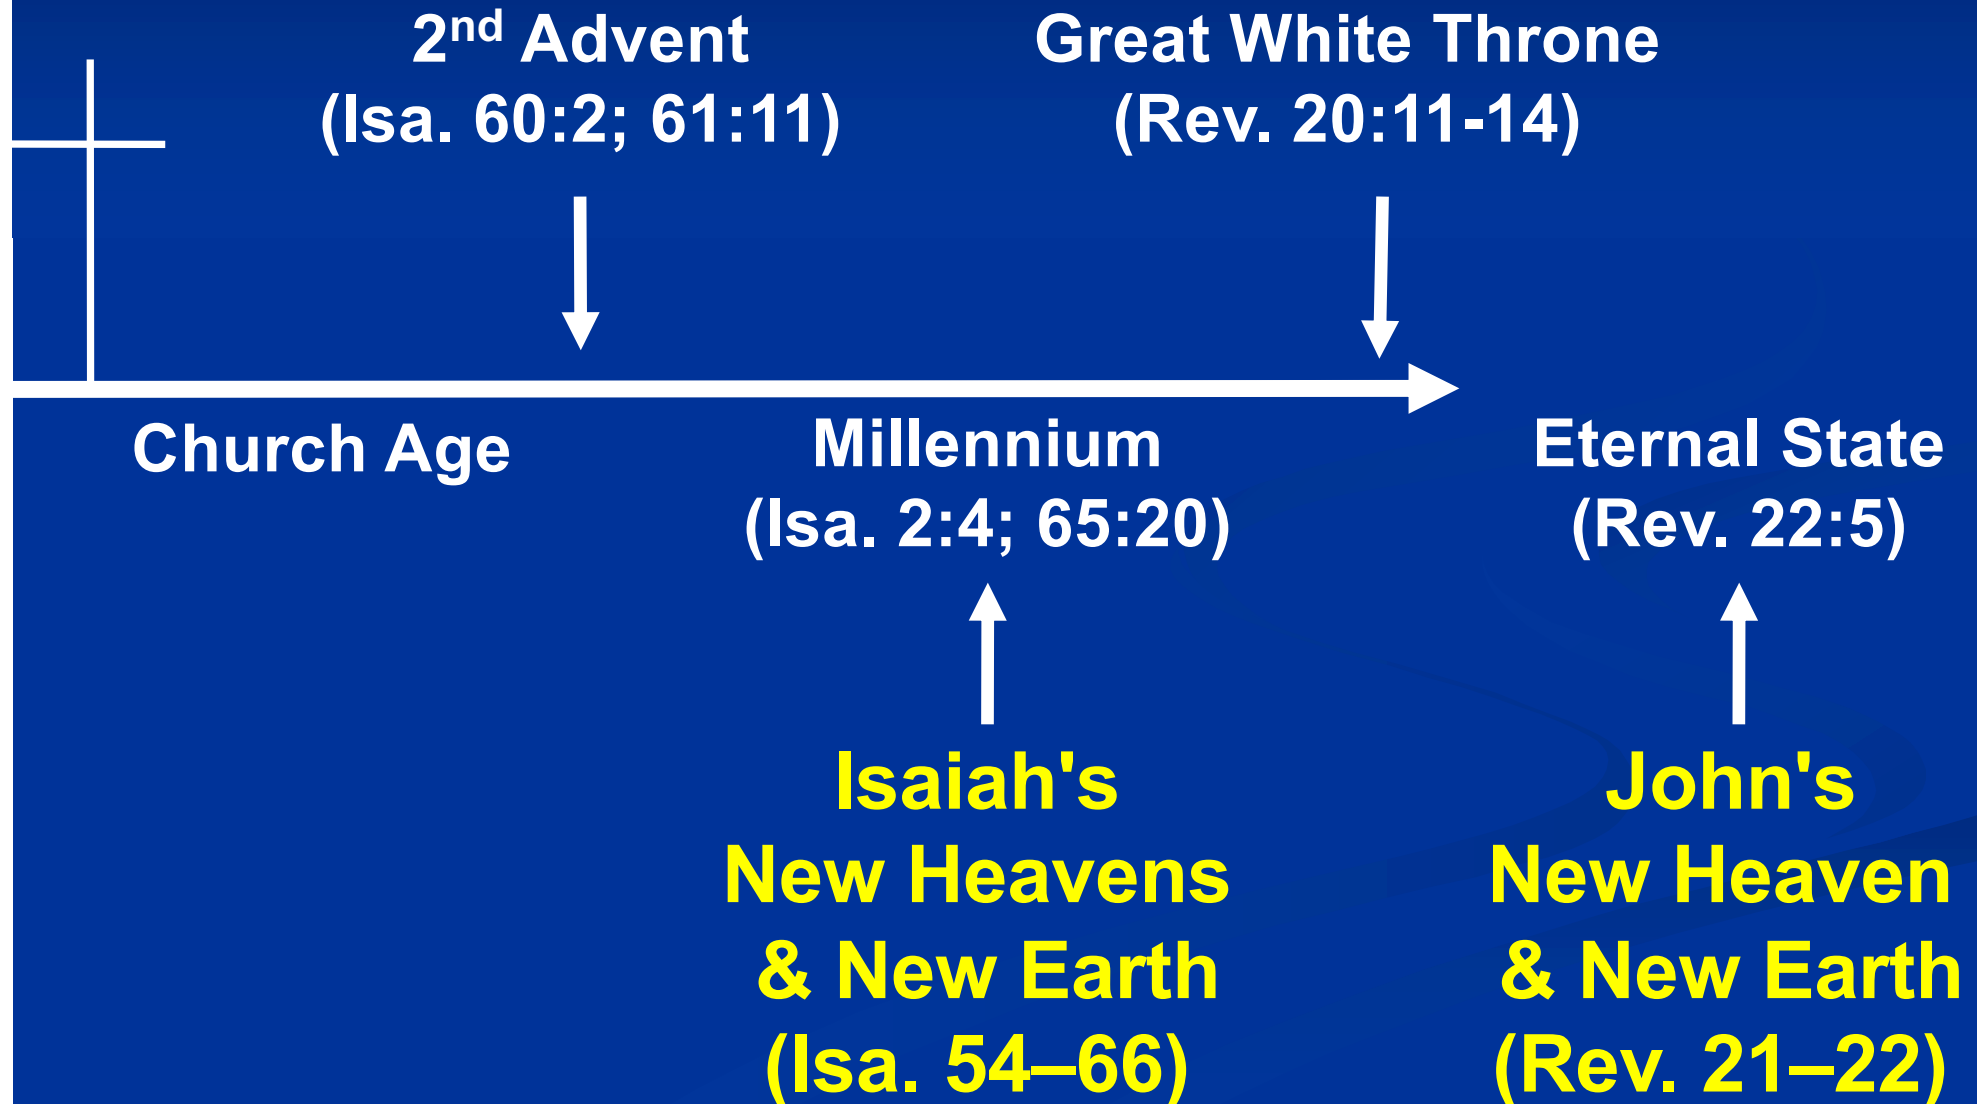 2nd Advent
(Isa. 60:2; 61:11)
Great White Throne
(Rev. 20:11-14)
Church Age
Millennium
(Isa. 2:4; 65:20)
Eternal State
(Rev. 22:5)
Isaiah's
New Heavens
& New Earth
(Isa. 54–66)
John's
New Heaven
& New Earth
(Rev. 21–22)